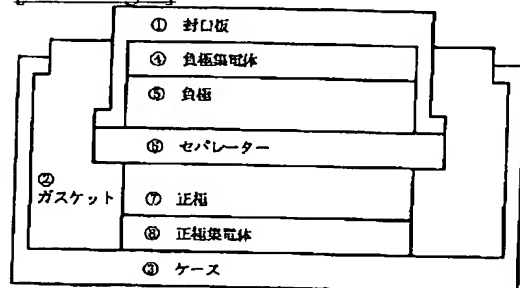 ① 封口板
④ 負極集電体
⑤ 負極
⑥ セパレーター
②
ガスケット
⑦ 正極
⑧ 正極集電体
③ ケース